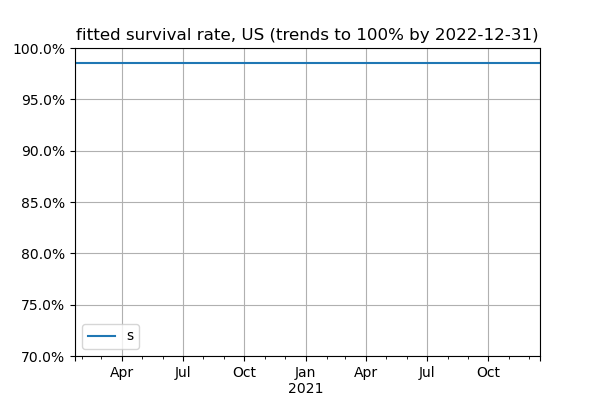 fitted survival rate, US (trends to 100% by 2022-12-31)
100.0%
95.0%
90.0%
85.0%
80.0%
75.0%
70.0%
s
Apr Jul Oct Jan Apr Jul Oct
2021